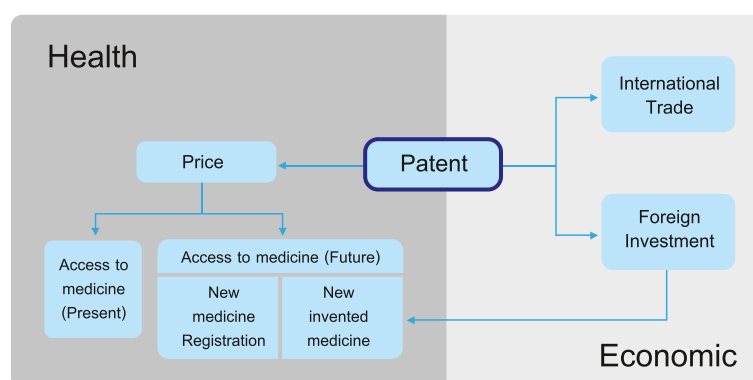 Health
International
Trade
Price
Patent
Foreign
Investment
Access to
medicine
(Present)
Access to medicine (Future)
New
medicine
Registration
New
invented
medicine
Economic